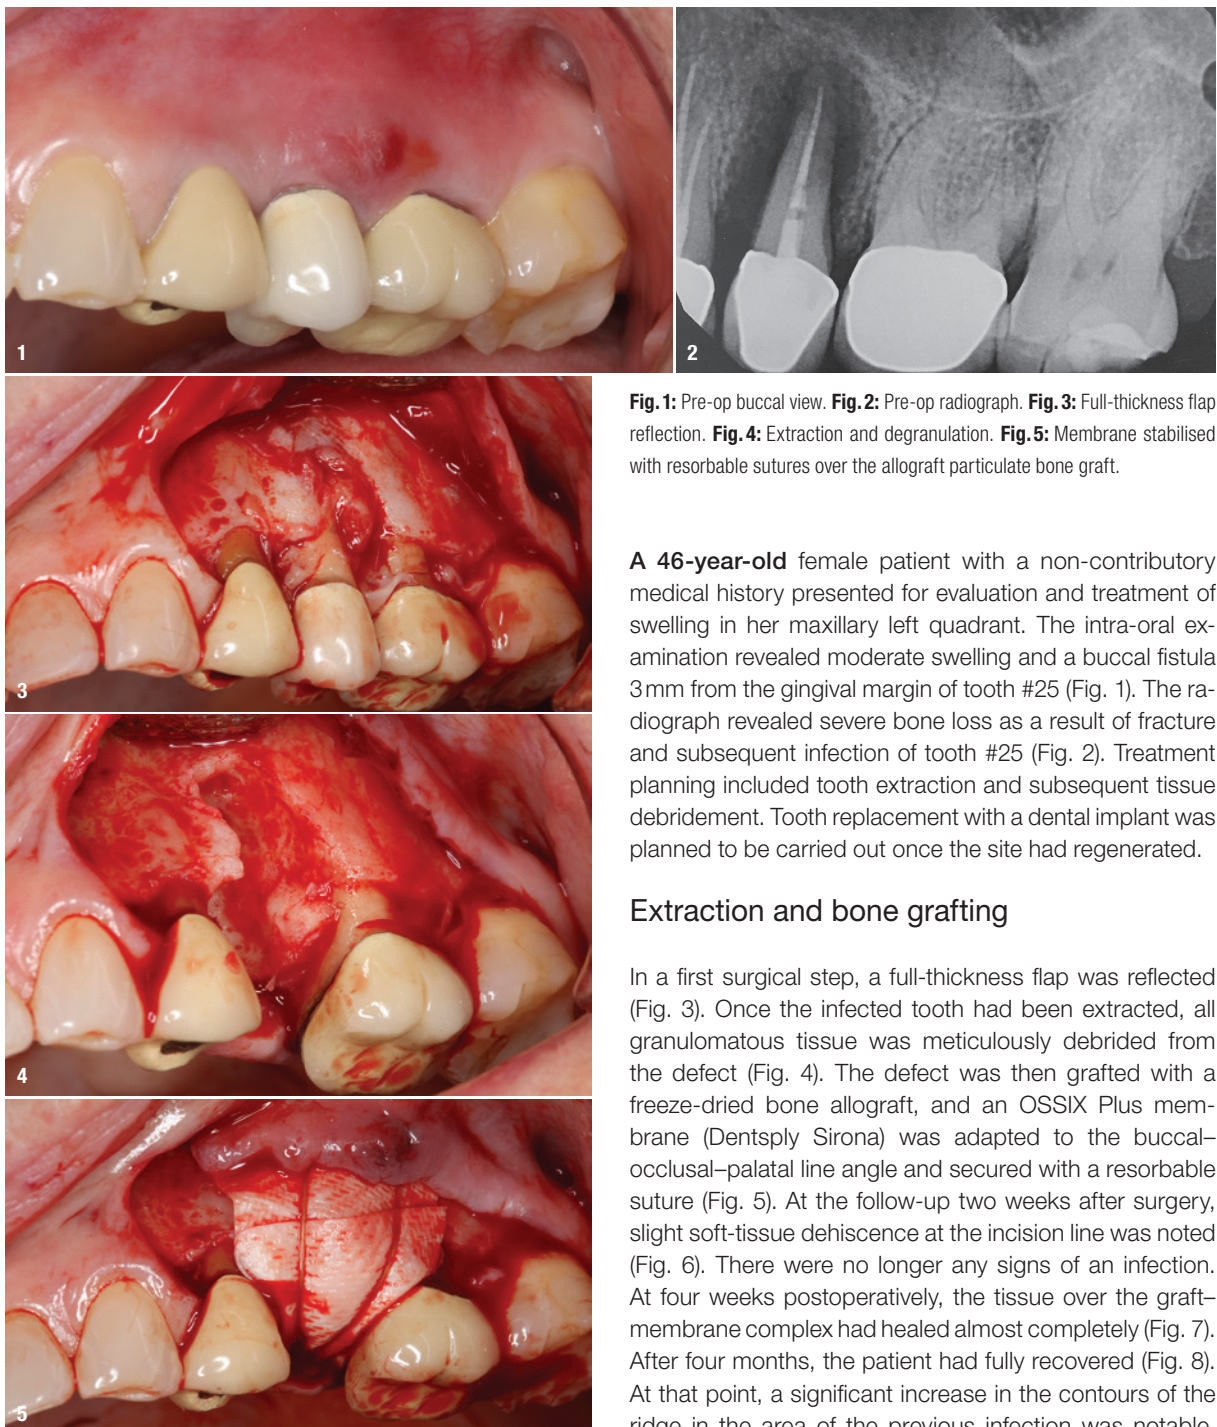 1
2
3
4
5
Fig. 1: Pre-op buccal view. Fig. 2: Pre-op radiograph. Fig. 3: Full-thickness flap
reflection. Fig. 4: Extraction and degranulation. Fig. 5: Membrane stabilised
with resorbable sutures over the allograft particulate bone graft.
A 46-year-old female patient with a non-contributory
medical history presented for evaluation and treatment of
swelling in her maxillary left quadrant. The intra-oral ex-
amination revealed moderate swelling and a buccal fistula
3 mm from the gingival margin of tooth #25 (Fig. 1). The ra-
diograph revealed severe bone loss as a result of fracture
and subsequent infection of tooth #25 (Fig. 2). Treatment
planning included tooth extraction and subsequent tissue
debridement. Tooth replacement with a dental implant was
planned to be carried out once the site had regenerated.
Extraction and bone grafting
In a first surgical step, a full-thickness flap was reflected
(Fig. 3). Once the infected tooth had been extracted, all
granulomatous tissue was meticulously debrided from
the defect (Fig. 4). The defect was then grafted with a
freeze-dried bone allograft, and an OSSIX Plus mem-
brane (Dentsply Sirona) was adapted to the buccal–
occlusal–palatal line angle and secured with a resorbable
suture (Fig. 5). At the follow-up two weeks after surgery,
slight soft-tissue dehiscence at the incision line was noted
(Fig. 6). There were no longer any signs of an infection.
At four weeks postoperatively, the tissue over the graft–
membrane complex had healed almost completely (Fig. 7).
After four months, the patient had fully recovered (Fig. 8).
At that point, a significant increase in the contours of the
ridge in the area of the previous infection was notable